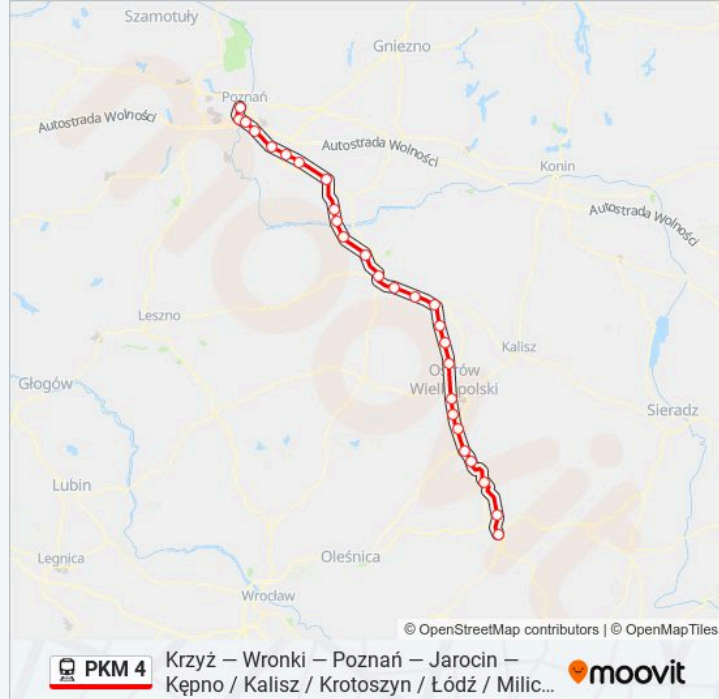 Szamotuły
Gniezno
Poznań
Autostrada Wolności
Autostrada Wolności
Konin
Autostrada Wolności
Leszno
Kalisz
Głogów
Ostrów
Wielkopolski
Sieradz
Lubin
Legnica
Oleśnica
Wrocław
moovit
© OpenStreetMap contributors | © OpenMapTiles
PKM 4
Krzyż — Wronki — Poznań — Jarocin —
Kępno / Kalisz / Krotoszyn / Łódź / Milic...
moovit